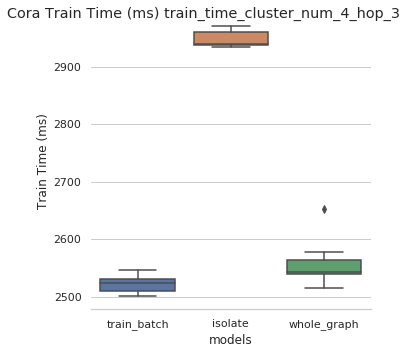 Cora Train Time (ms) train_time_cluster_num_4_hop_3
2900
2800
2700
2600
2500
Train Time (ms)
train_batch
isolate
whole_graph
models